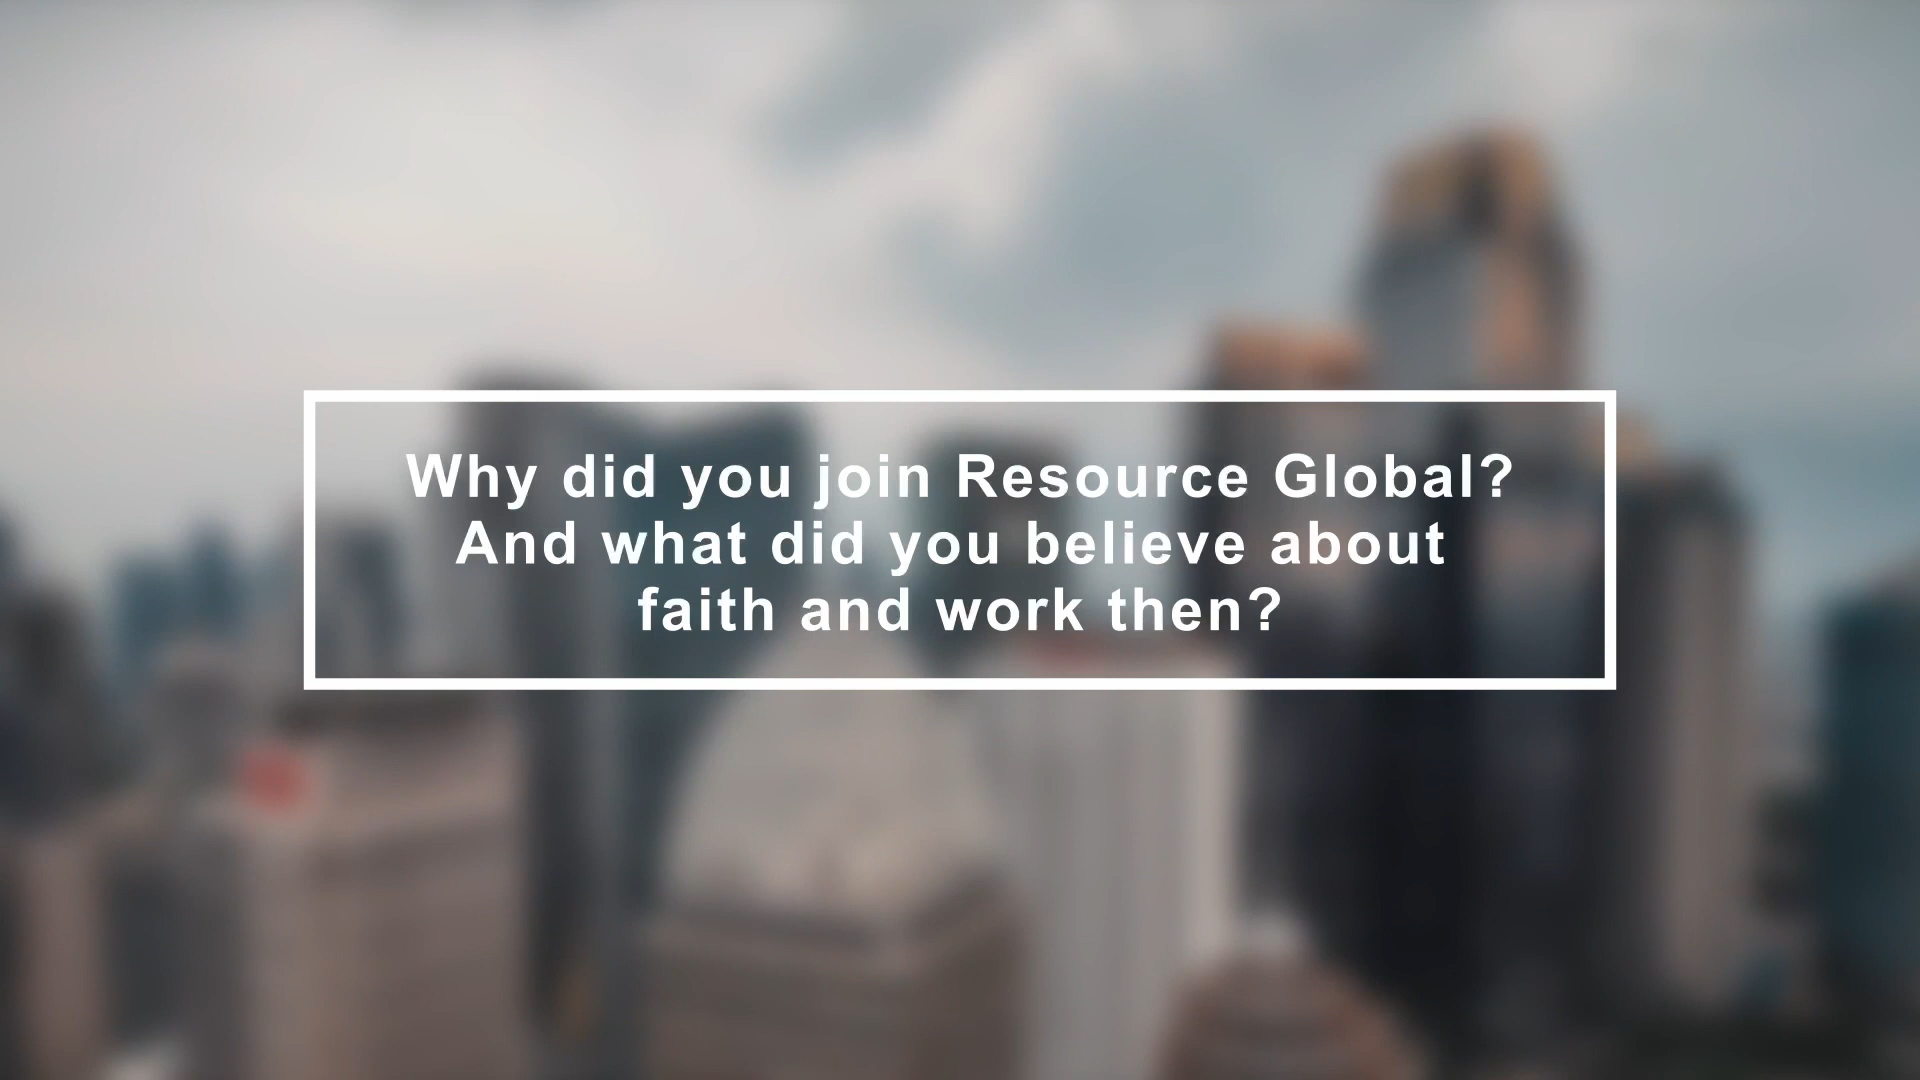 Why did you join Resource Global?
And what did you believe about
faith and work then?